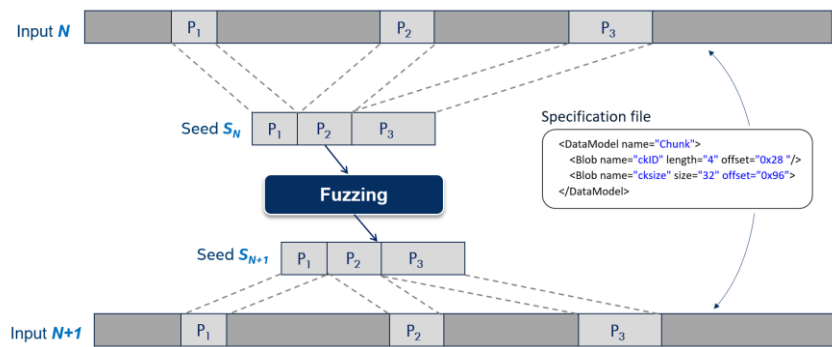 Input N
P1
P2
P3
Specification file
Seed SN
P1
P2
P3
<DataModel name="Chunk">
<Blob name="ckID" length="4" offset="0x28 "/>
<Blob name="cksize" size="32" offset="0x96">
</DataModel>
Fuzzing
Seed SN+1
P1
P2
P3
Input N+1
P1
P2
P3